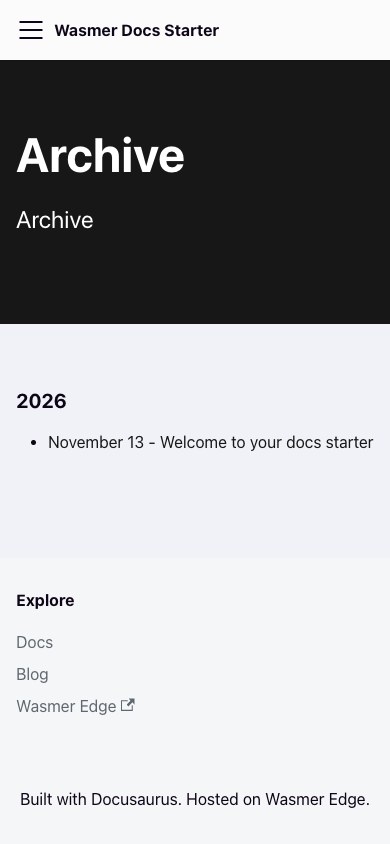 Wasmer Docs Starter
Archive
Archive
2026
November 13 - Welcome to your docs starter
Explore
Docs
Blog
Wasmer Edge
Built with Docusaurus. Hosted on Wasmer Edge.